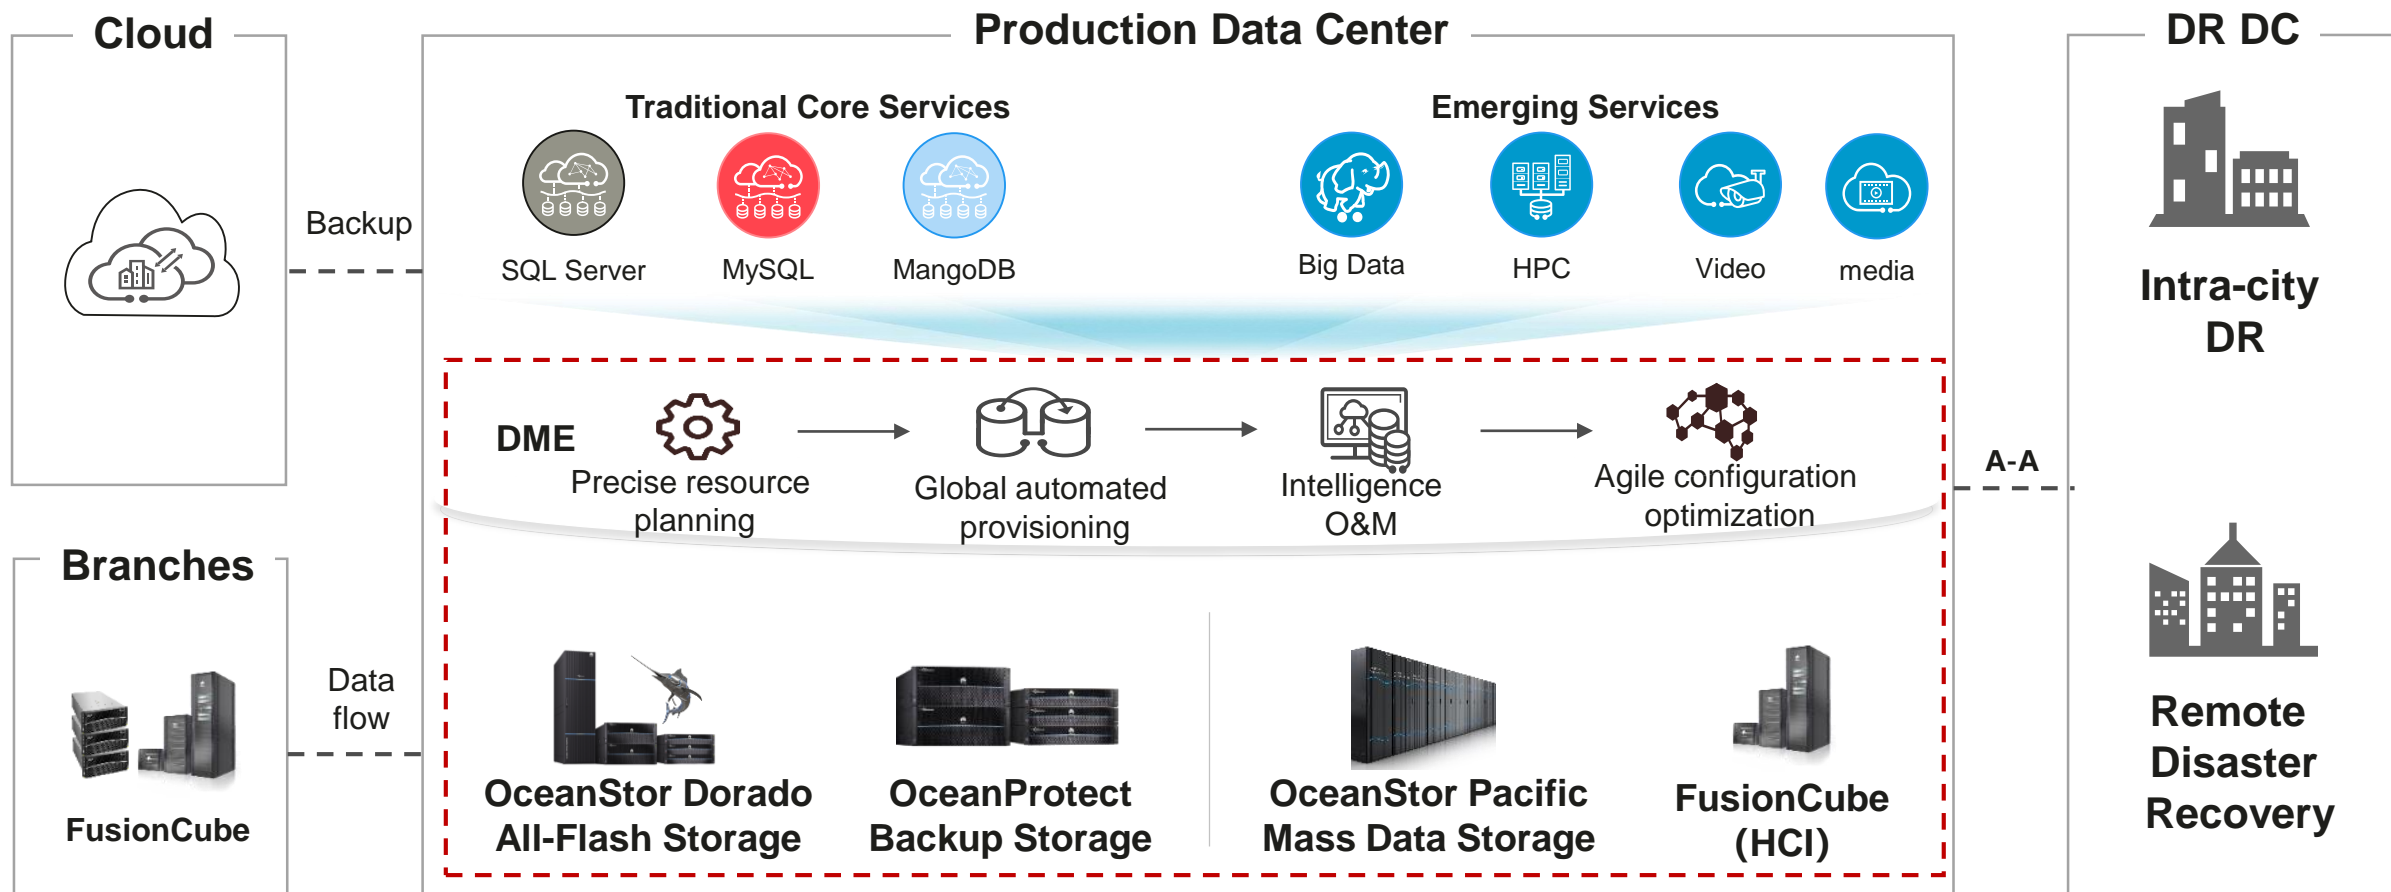 Cloud
Production Data Center
DR DC
Traditional Core Services
Emerging Services
Backup
SQL Server
MySQL
MangoDB
Big Data
HPC
Video
media
Intra-city
DR
DME
Precise resource
planning
Global automated
provisioning
Intelligence
O&M
Agile configuration
optimization
A-A
Branches
Data
flow
FusionCube
OceanStor Dorado
All-Flash Storage
OceanProtect
Backup Storage
OceanStor Pacific
Mass Data Storage
FusionCube
(HCI)
Remote
Disaster
Recovery